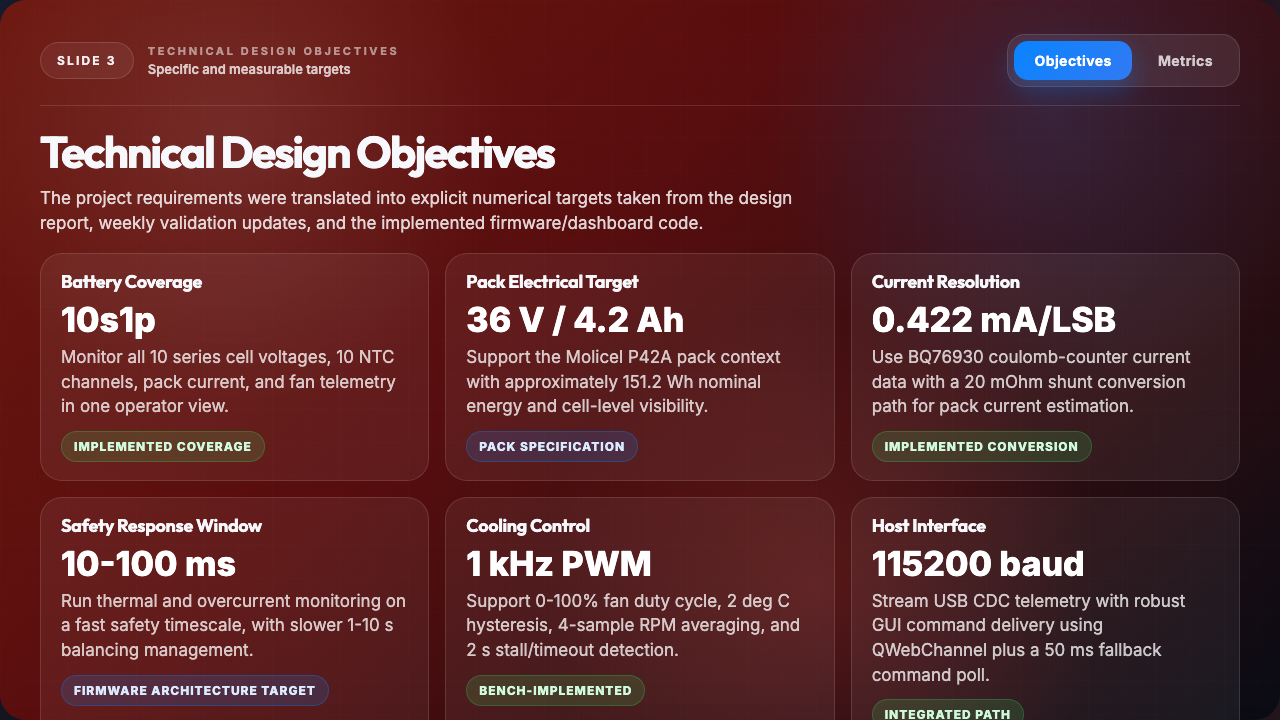 SLIDE 3
TECHNICAL DESIGN OBJECTIVES
Specific and measurable targets
Objectives
Metrics
Technical Design Objectives
The project requirements were translated into explicit numerical targets taken from the design
report, weekly validation updates, and the implemented firmware/dashboard code.
Battery Coverage
10s1p
Monitor all 10 series cell voltages, 10 NTC
channels, pack current, and fan telemetry
in one operator view.
IMPLEMENTED COVERAGE
Pack Electrical Target
36 V / 4.2 Ah
Support the Molicel P42A pack context
with approximately 151.2 Wh nominal
energy and cell-level visibility.
PACK SPECIFICATION
Current Resolution
0.422 mA/LSB
Use BQ76930 coulomb-counter current
data with a 20 mOhm shunt conversion
path for pack current estimation.
IMPLEMENTED CONVERSION
Safety Response Window
10-100 ms
Run thermal and overcurrent monitoring on
a fast safety timescale, with slower 1-10 s
balancing management.
FIRMWARE ARCHITECTURE TARGET
Cooling Control
1 kHz PWM
Support 0-100% fan duty cycle, 2 deg C
hysteresis, 4-sample RPM averaging, and
2 s stall/timeout detection.
BENCH-IMPLEMENTED
Host Interface
115200 baud
Stream USB CDC telemetry with robust
GUI command delivery using
QWebChannel plus a 50 ms fallback
command poll.
INTEGRATED PATH